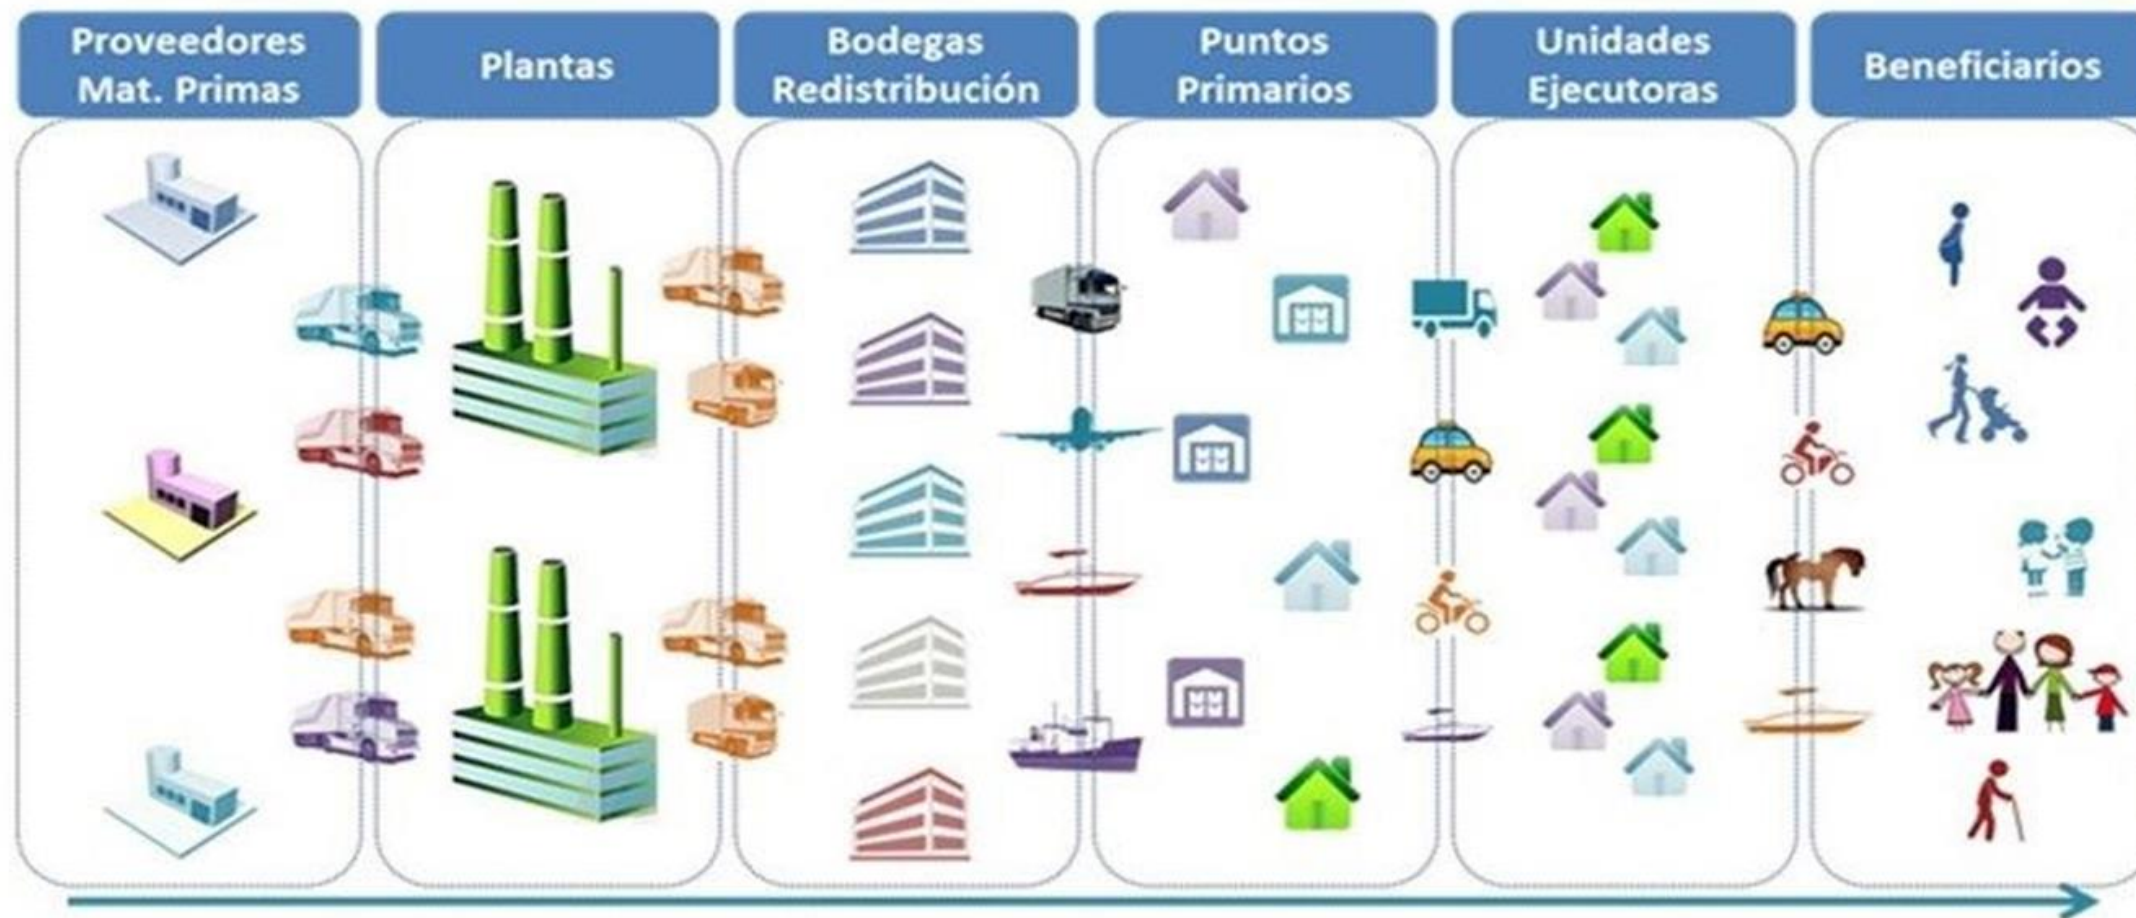 Proveedores
Mat. Primas
Plantas
Bodegas
Redistribución
Puntos
Primarios
Unidades
Ejecutoras
Beneficiarios